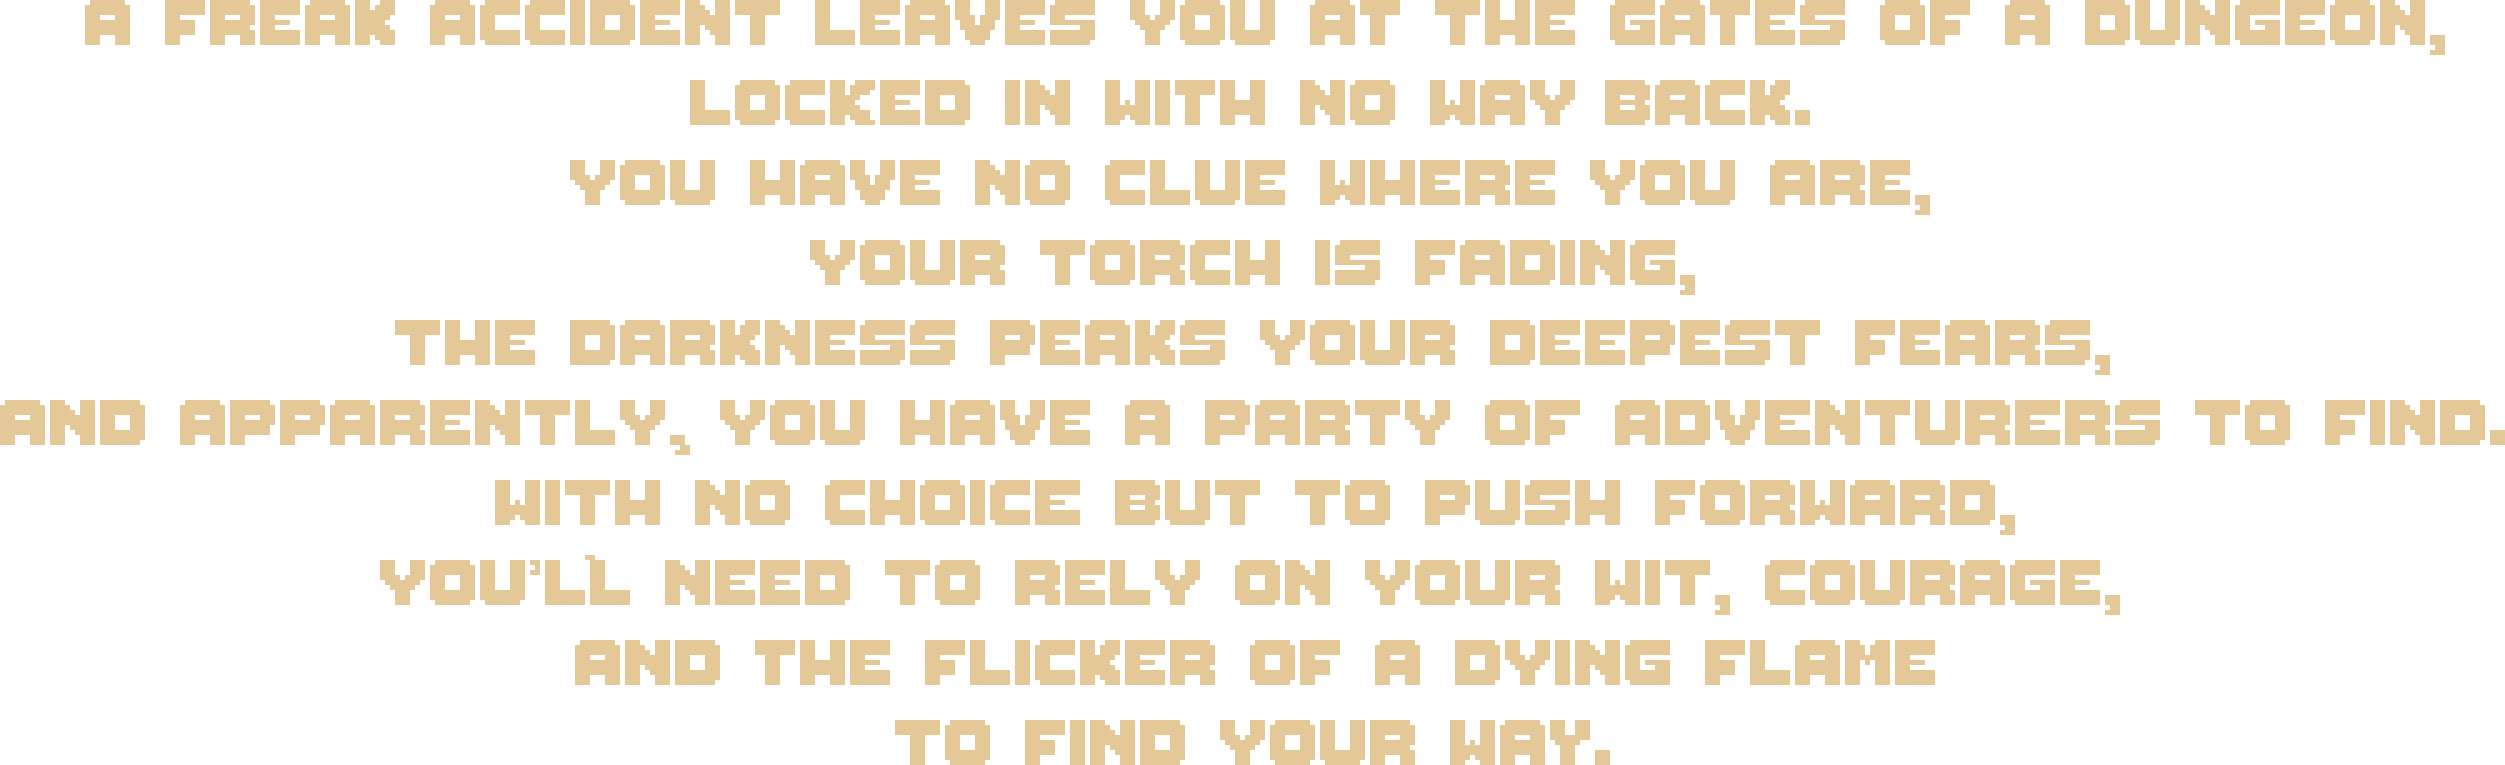 A FREAK ACCIDENT LEAVES YOU AT THE GATES OF A DUNGEON,
LOCKED IN WITH NO WAY BACK.
YOU HAVE NO CLUE WHERE YOU ARE,
YOUR TORCH IS FADING,
THE DARKNESS PEAKS YOUR DEEPEST FEARS,
AND APPARENTLY, YOU HAVE A PARTY OF ADVENTURERS TO FIND.
WITH NO CHOICE BUT TO PUSH FORWARD,
YOU'LL NEED TO RELY ON YOUR WIT, COURAGE,
AND THE FLICKER OF A DYING FLAME
TO FIND YOUR WAY.